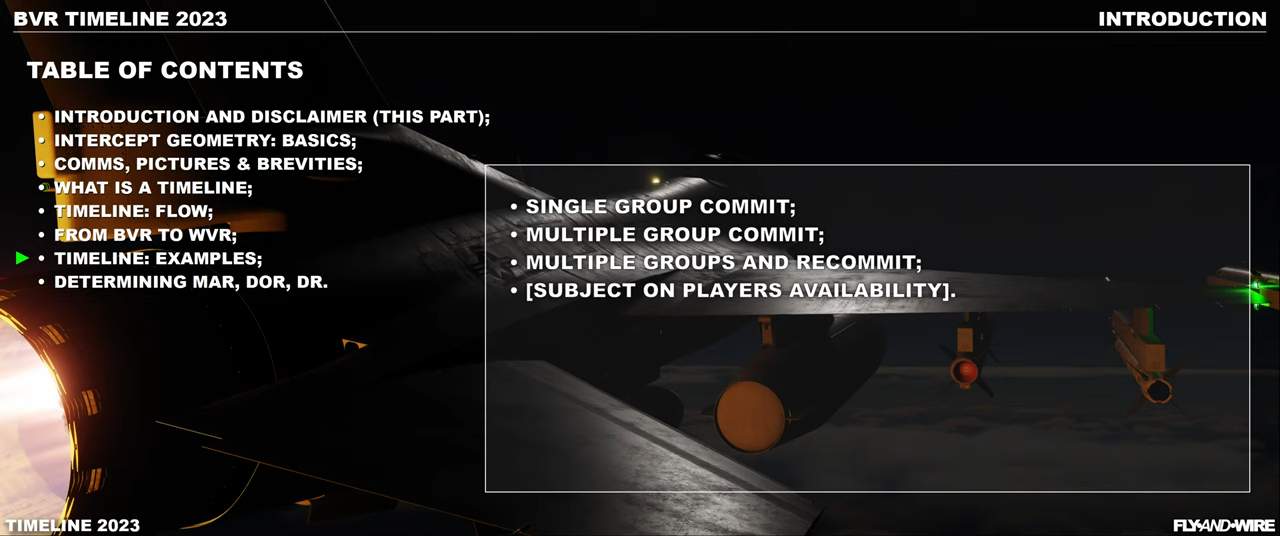 BVR TIMELINE 2023
INTRODUCTION
TABLE OF CONTENTS
• INTRODUCTION AND DISCLAIMER (THIS PART);
• INTERCEPT GEOMETRY: BASICS;
• COMMS, PICTURES & BREVITIES;
• WHAT IS A TIMELINE;
• TIMELINE: FLOW;
• FROM BVR TO WVR;
• TIMELINE: EXAMPLES;
• DETERMINING MAR, DOR, DR.
• SINGLE GROUP COMMIT;
• MULTIPLE GROUP COMMIT;
• MULTIPLE GROUPS AND RECOMMIT;
• [SUBJECT ON PLAYERS AVAILABILITY].
TIMELINE 2023
FLY-AND-WIRE